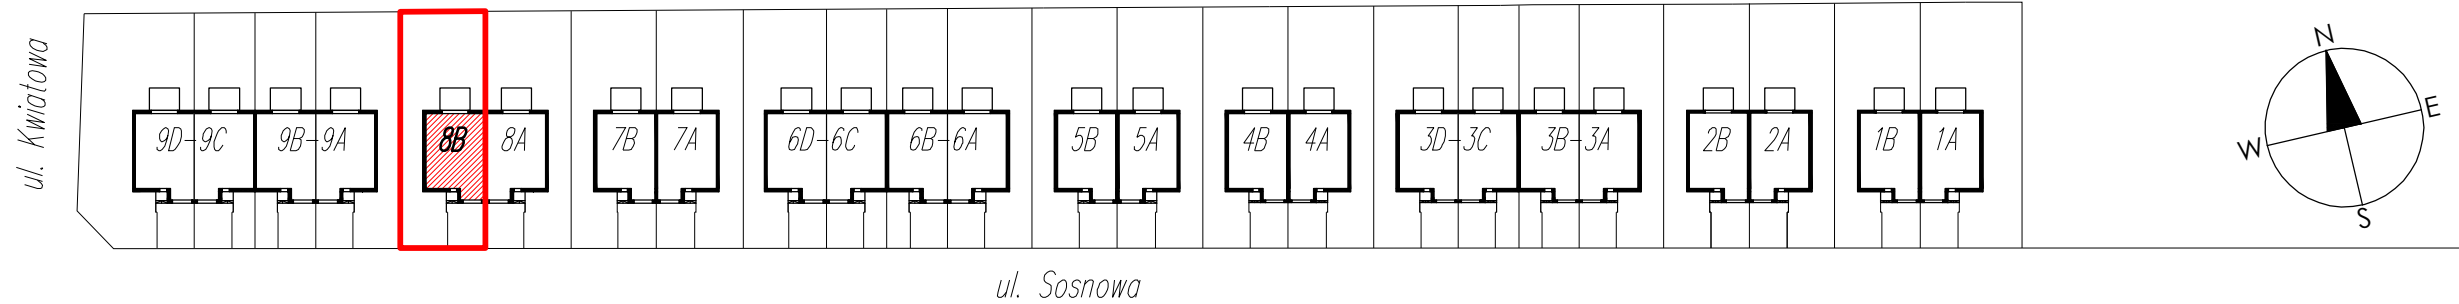 ul. Kwiatowa
9D-9C 9B-9A 8B 8A 7B 7A 6D-6C 6B-6A 5B 5A 4B 4A 3D-3C 3B-3A 2B 2A 1B 1A
ul. Sosnowa
N
E
W
S